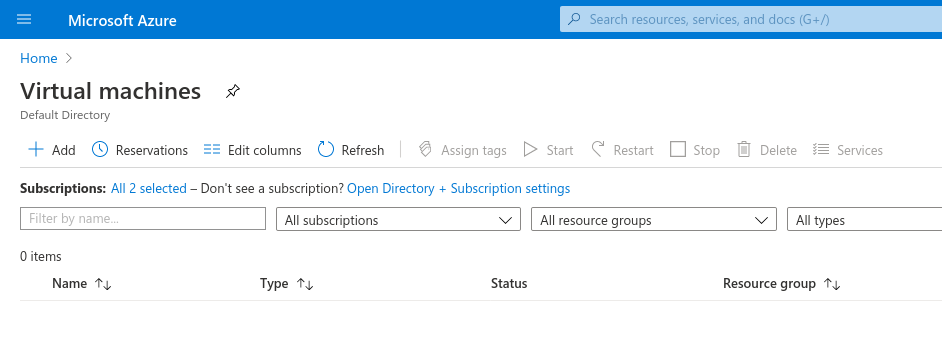 Microsoft Azure
Search resources, services, and docs (G+/)
Home
Virtual machines
Default Directory
Add Reservations Edit columns Refresh Assign tags Start Restart Stop Delete Services
Subscriptions: All 2 selected – Don't see a subscription? Open Directory + Subscription settings
Filter by name... All subscriptions All resource groups All types
0 items
Name Type Status Resource group